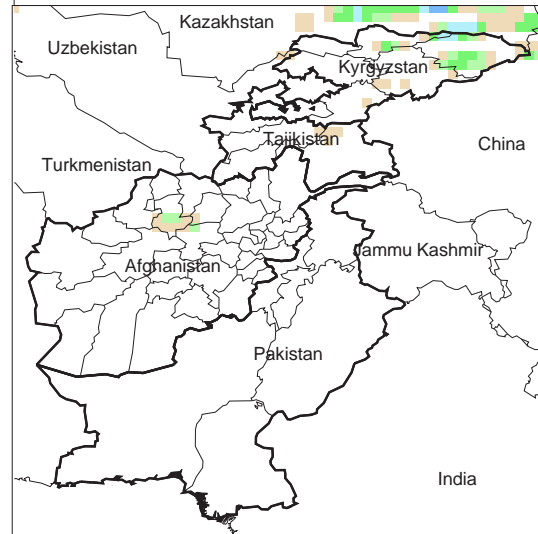 Kazakhstan
Uzbekistan
Kyrgyzstan
Tajikistan
China
Turkmenistan
Jammu Kashmir
Afghanistan
Pakistan
India